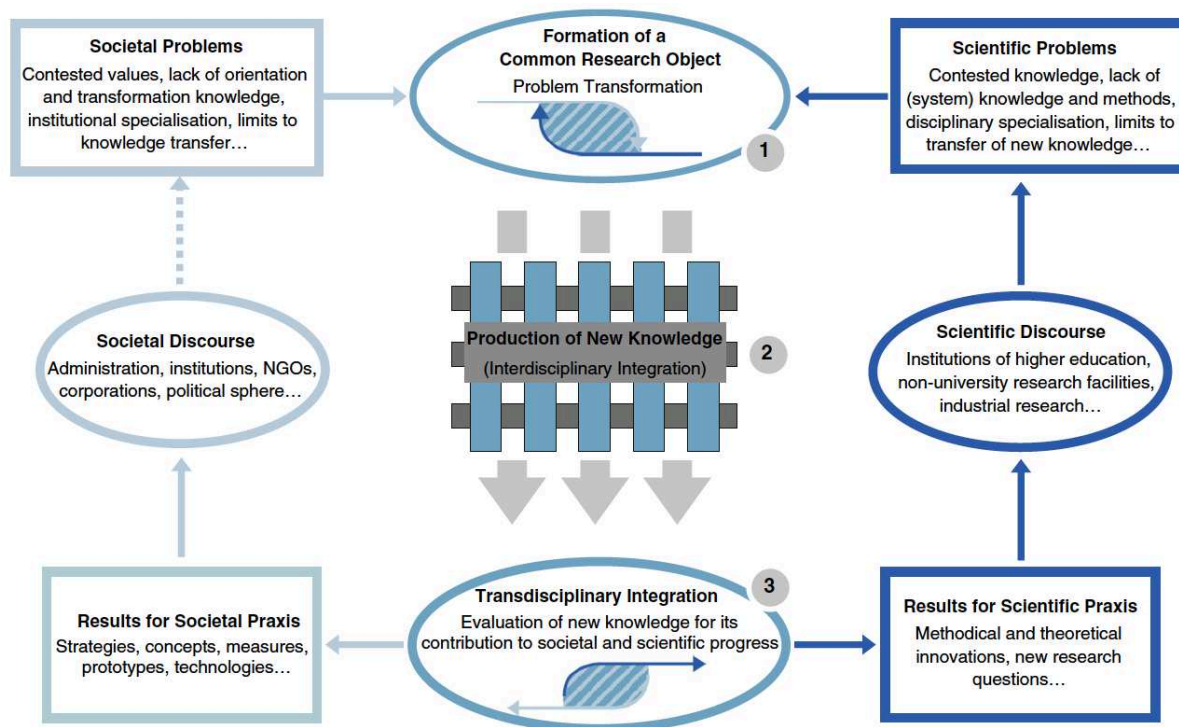 Societal Problems
Contested values, lack of orientation
and transformation knowledge,
institutional specialisation, limits to
knowledge transfer…
Formation of a
Common Research Object
Problem Transformation
1
Scientific Problems
Contested knowledge, lack of
(system) knowledge and methods,
disciplinary specialisation, limits to
transfer of new knowledge…
Societal Discourse
Administration, institutions, NGOs,
corporations, political sphere…
Production of New Knowledge
(Interdisciplinary Integration)
2
Scientific Discourse
Institutions of higher education,
non-university research facilities,
industrial research…
Results for Societal Praxis
Strategies, concepts, measures,
prototypes, technologies…
Transdisciplinary Integration
Evaluation of new knowledge for its
contribution to societal and scientific progress
3
Results for Scientific Praxis
Methodical and theoretical
innovations, new research
questions…